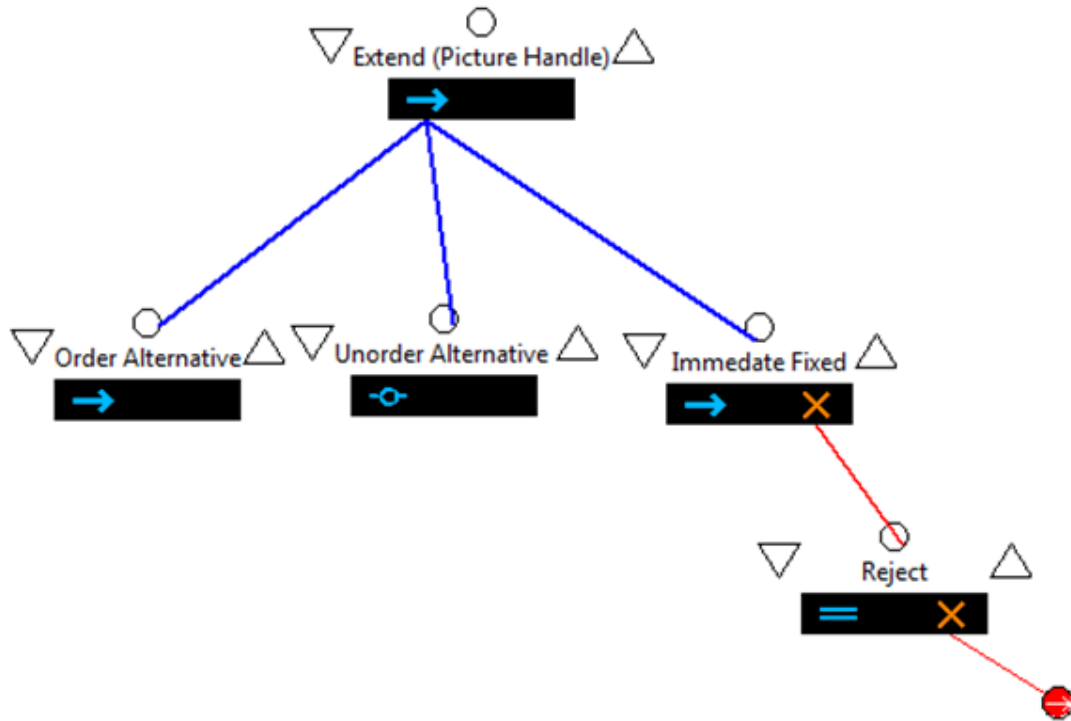 Extend (Picture Handle)
Order Alternative
Unorder Alternative
Immedate Fixed
Reject